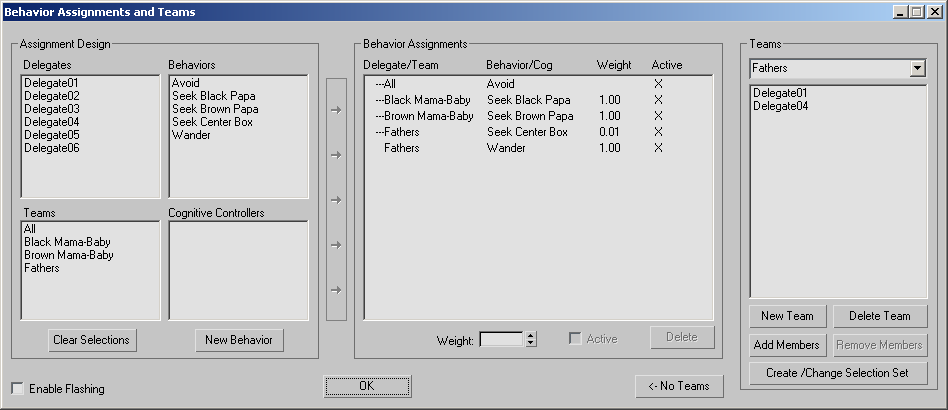 Behavior Assignments and Teams
Assignment Design
Delegates
Delegate01
Delegate02
Delegate03
Delegate04
Delegate05
Delegate06
Behaviors
Avoid
Seek Black Papa
Seek Brown Papa
Seek Center Box
Wander
Teams
All
Black Mama-Baby
Brown Mama-Baby
Fathers
Cognitive Controllers
Clear Selections
New Behavior
Behavior Assignments
Delegate/Team Behavior/Cog Weight Active
---All Avoid X
---Black Mama-Baby Seek Black Papa 1.00 X
---Brown Mama-Baby Seek Brown Papa 1.00 X
---Fathers Seek Center Box 0.01 X
Fathers Wander 1.00 X
Weight:
Active
Delete
Teams
Fathers
Delegate01
Delegate04
New Team
Delete Team
Add Members
Remove Members
Create /Change Selection Set
Enable Flashing
OK
<- No Teams